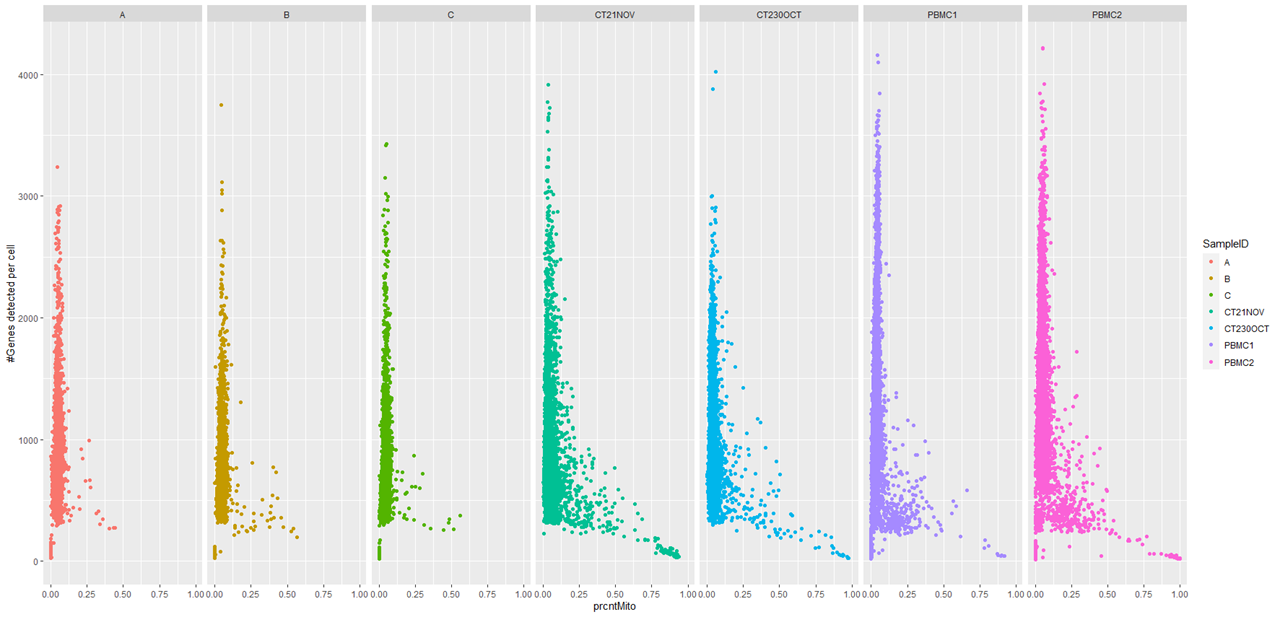 A B C CT21NOV CT230OCT PBMC1 PBMC2
4000
3000
2000
1000
0
#Genes detected per cell
0.00 0.25 0.50 0.75 1.00 0.00 0.25 0.50 0.75 1.00 0.00 0.25 0.50 0.75 1.00 0.00 0.25 0.50 0.75 1.00 0.00 0.25 0.50 0.75 1.00 0.00 0.25 0.50 0.75 1.00 0.00 0.25 0.50 0.75 1.00
prcntMito
SampleID
A
B
C
CT21NOV
CT230OCT
PBMC1
PBMC2